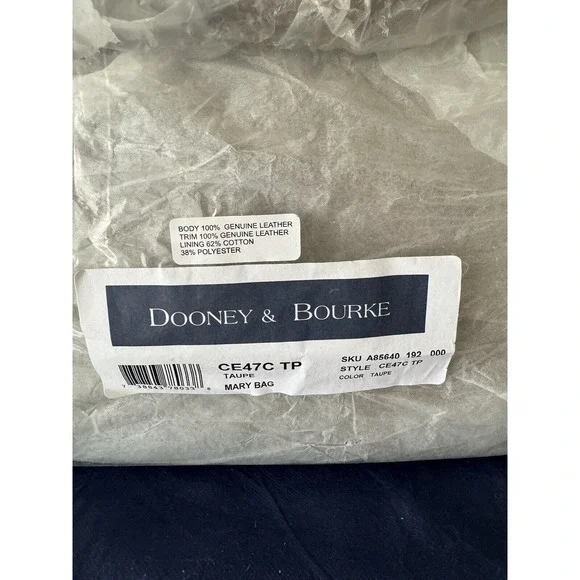 BODY 100% GENUINE LEATHER
TRIM 100% GENUINE LEATHER
LINING 62% COTTON
38% POLYESTER
DOONEY & BOURKE
CE47C TP
TAUPE
MARY BAG
SKU A85640 192 000
STYLE CE47C TP
COLOR TAUPE